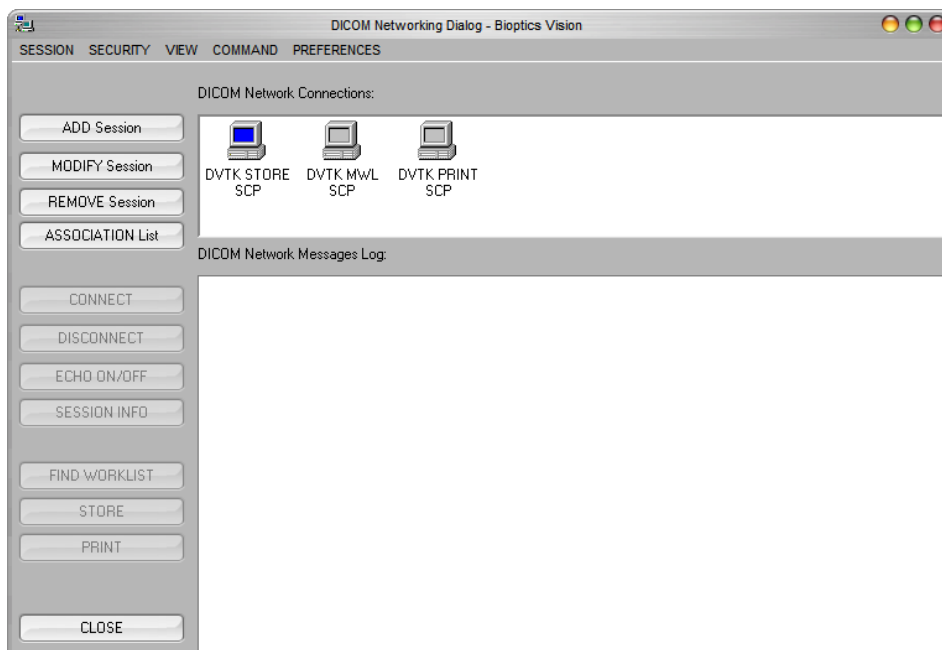 DICOM Networking Dialog - Bioptics Vision
SESSION SECURITY VIEW COMMAND PREFERENCES
DICOM Network Connections:
ADD Session
MODIFY Session
REMOVE Session
ASSOCIATION List
DVTK STORE
SCP
DVTK MWL
SCP
DVTK PRINT
SCP
DICOM Network Messages Log:
CONNECT
DISCONNECT
ECHO ON/OFF
SESSION INFO
FIND WORKLIST
STORE
PRINT
CLOSE